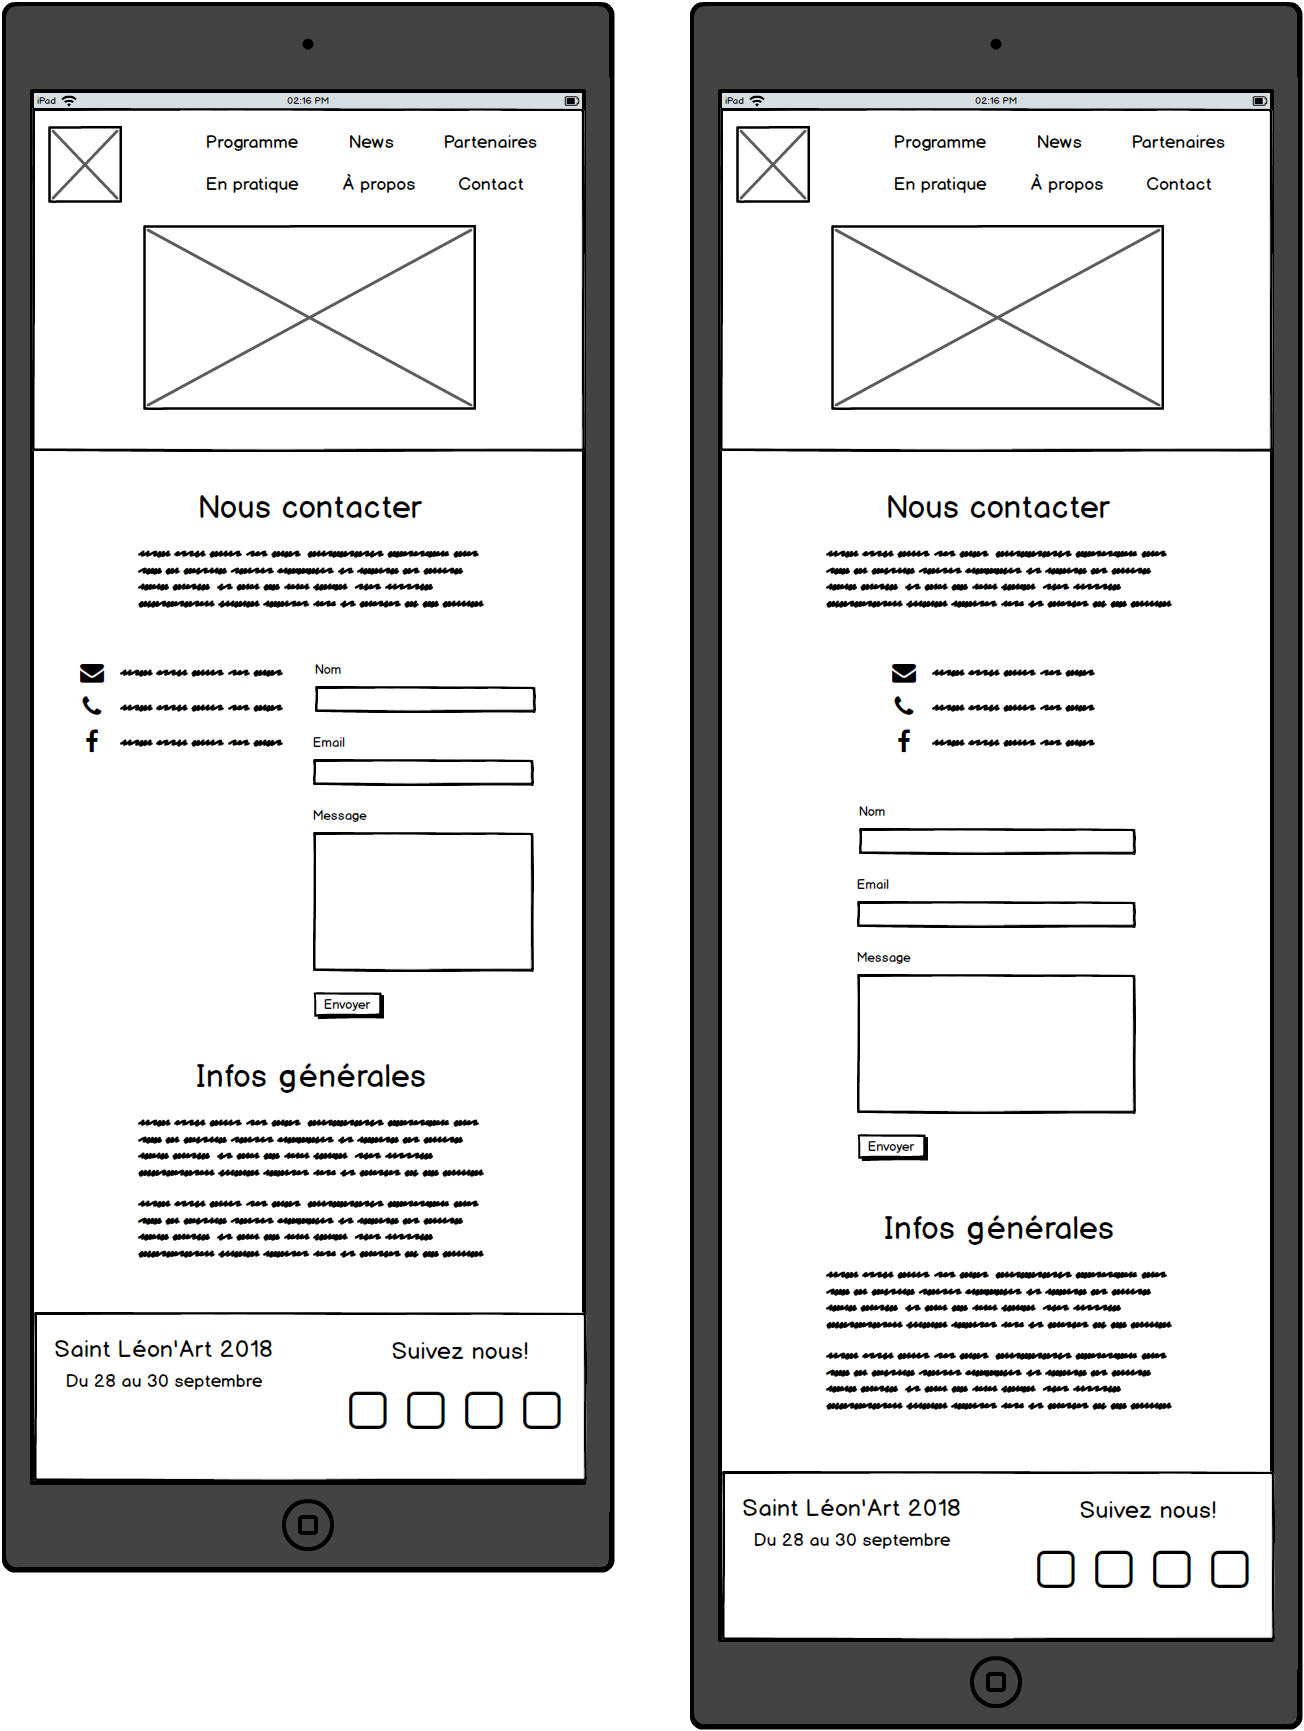 iPad 02:16 PM
Programme News Partenaires
En pratique À propos Contact
Nous contacter
Nom
Email
Message
Envoyer
Infos générales
Saint Léon'Art 2018
Du 28 au 30 septembre
Suivez nous!
iPad 02:16 PM
Programme News Partenaires
En pratique À propos Contact
Nous contacter
Nom
Email
Message
Envoyer
Infos générales
Saint Léon'Art 2018
Du 28 au 30 septembre
Suivez nous!